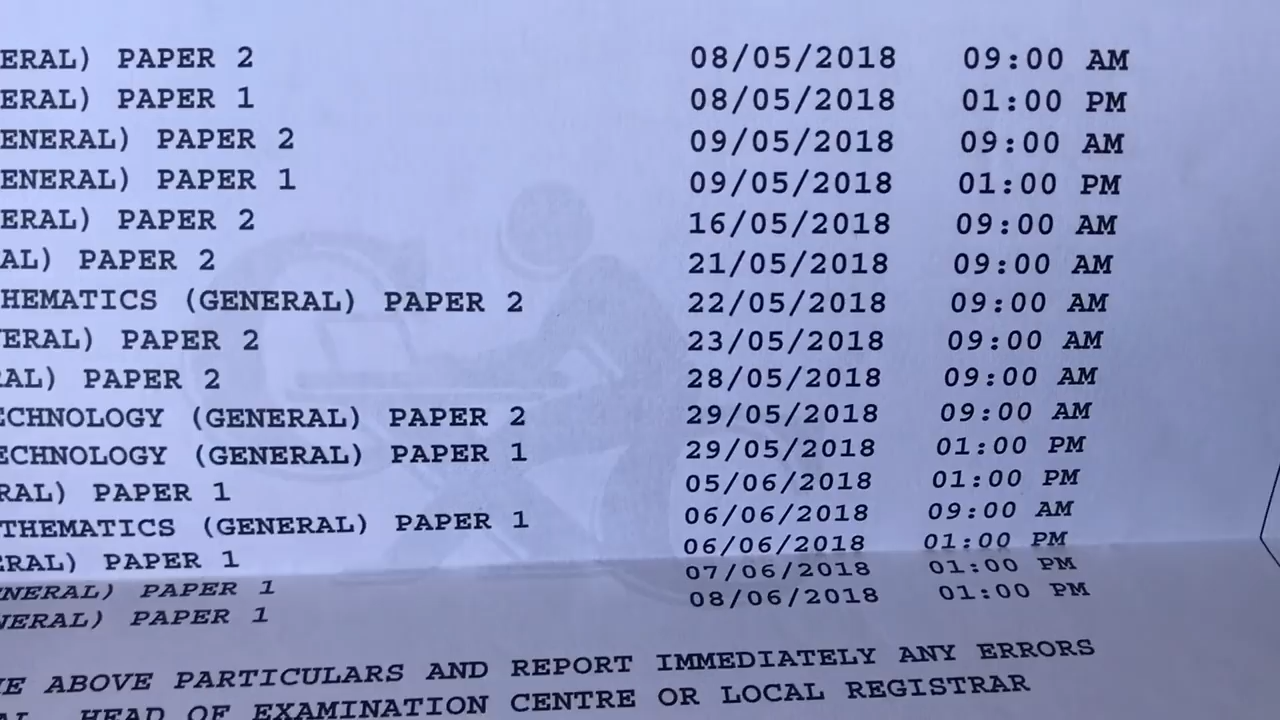 ERAL) PAPER 2 08/05/2018 09:00 AM
ERAL) PAPER 1 08/05/2018 01:00 PM
ENERAL) PAPER 2 09/05/2018 09:00 AM
ENERAL) PAPER 1 09/05/2018 01:00 PM
ERAL) PAPER 2 16/05/2018 09:00 AM
AL) PAPER 2 21/05/2018 09:00 AM
HEMATICS (GENERAL) PAPER 2 22/05/2018 09:00 AM
ERAL) PAPER 2 23/05/2018 09:00 AM
RAL) PAPER 2 28/05/2018 09:00 AM
ECHNOLOGY (GENERAL) PAPER 2 29/05/2018 09:00 AM
ECHNOLOGY (GENERAL) PAPER 1 29/05/2018 01:00 PM
RAL) PAPER 1 05/06/2018 01:00 PM
THEMATICS (GENERAL) PAPER 1 06/06/2018 09:00 AM
ERAL) PAPER 1 06/06/2018 01:00 PM
NERAL) PAPER 1 07/06/2018 01:00 PM
NERAL) PAPER 1 08/06/2018 01:00 PM
HE ABOVE PARTICULARS AND REPORT IMMEDIATELY ANY ERRORS
AL, HEAD OF EXAMINATION CENTRE OR LOCAL REGISTRAR